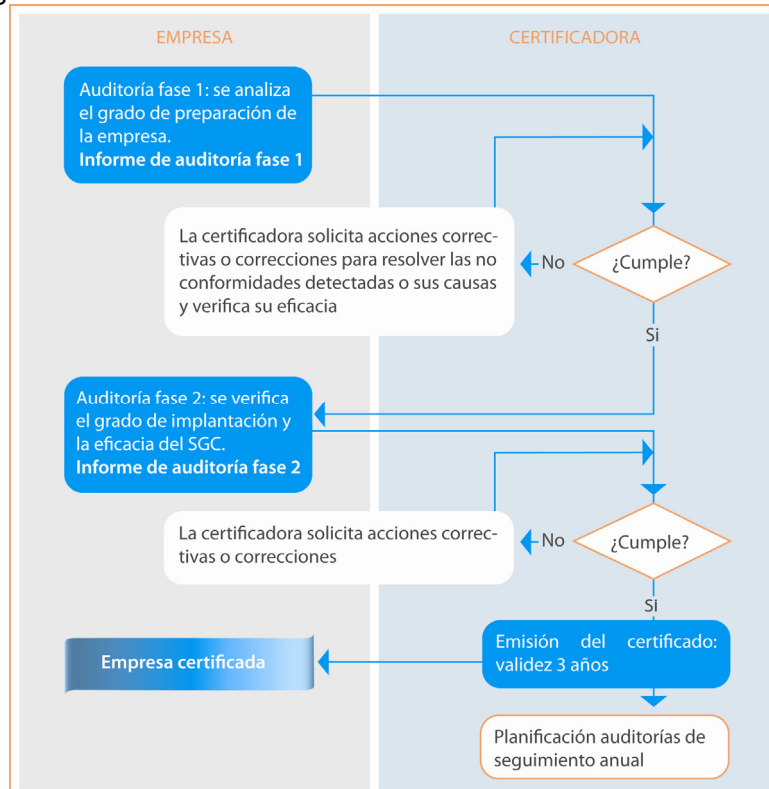 EMPRESA
CERTIFICADORA
Auditoría fase 1: se analiza
el grado de preparación de
la empresa.
Informe de auditoría fase 1
La certificadora solicita acciones correc-
tivas o correcciones para resolver las no
conformidades detectadas o sus causas
y verifica su eficacia
No
¿Cumple?
Si
Auditoría fase 2: se verifica
el grado de implantación y
la eficacia del SGC.
Informe de auditoría fase 2
La certificadora solicita acciones correc-
tivas o correcciones
No
¿Cumple?
Si
Emisión del certificado:
validez 3 años
Empresa certificada
Planificación auditorías de
seguimiento anual